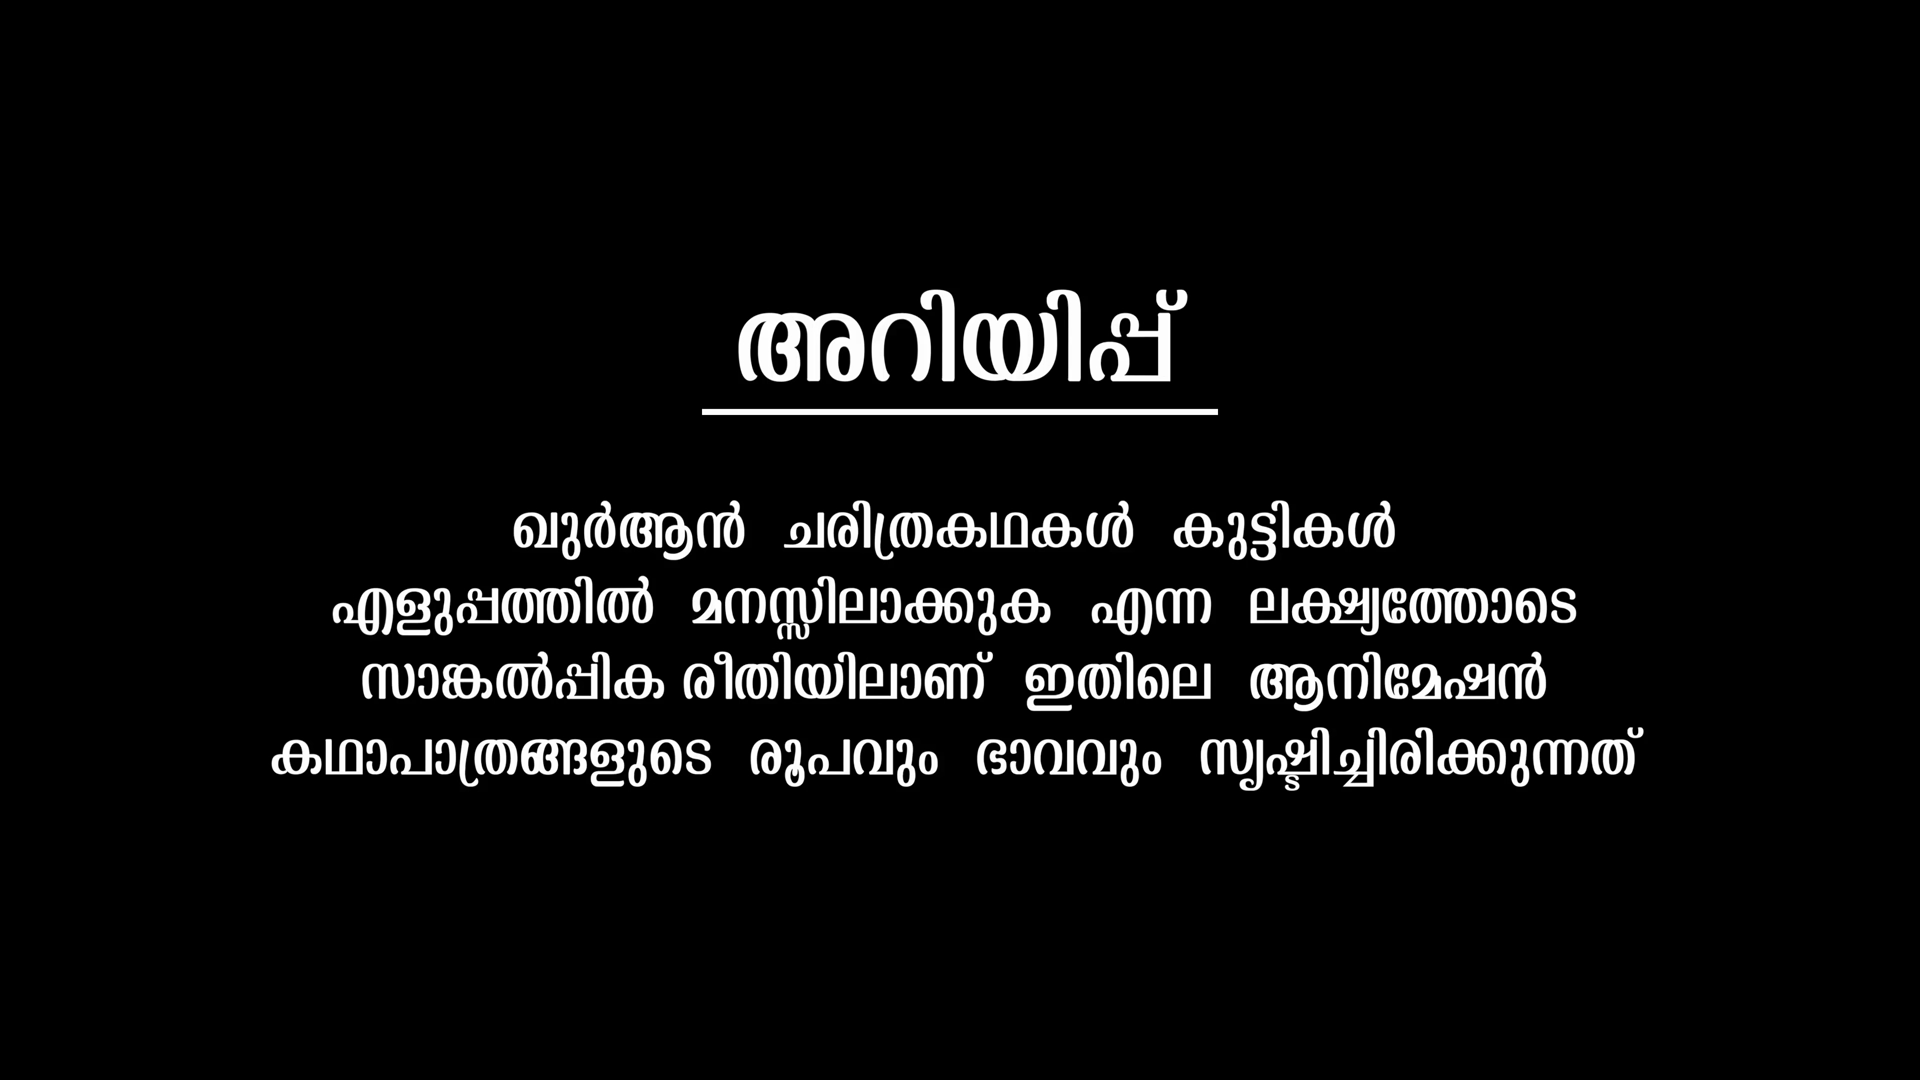 അറിയിപ്പ്
ഖുർആൻ ചരിത്രകഥകൾ കുട്ടികൾ
എളുപ്പത്തിൽ മനസ്സിലാക്കുക എന്ന ലക്ഷ്യത്തോടെ
സാങ്കൽപ്പിക രീതിയിലാണ് ഇതിലെ ആനിമേഷൻ
കഥാപാത്രങ്ങളുടെ രൂപവും ഭാവവും സൃഷ്ടിച്ചിരിക്കുന്നത്